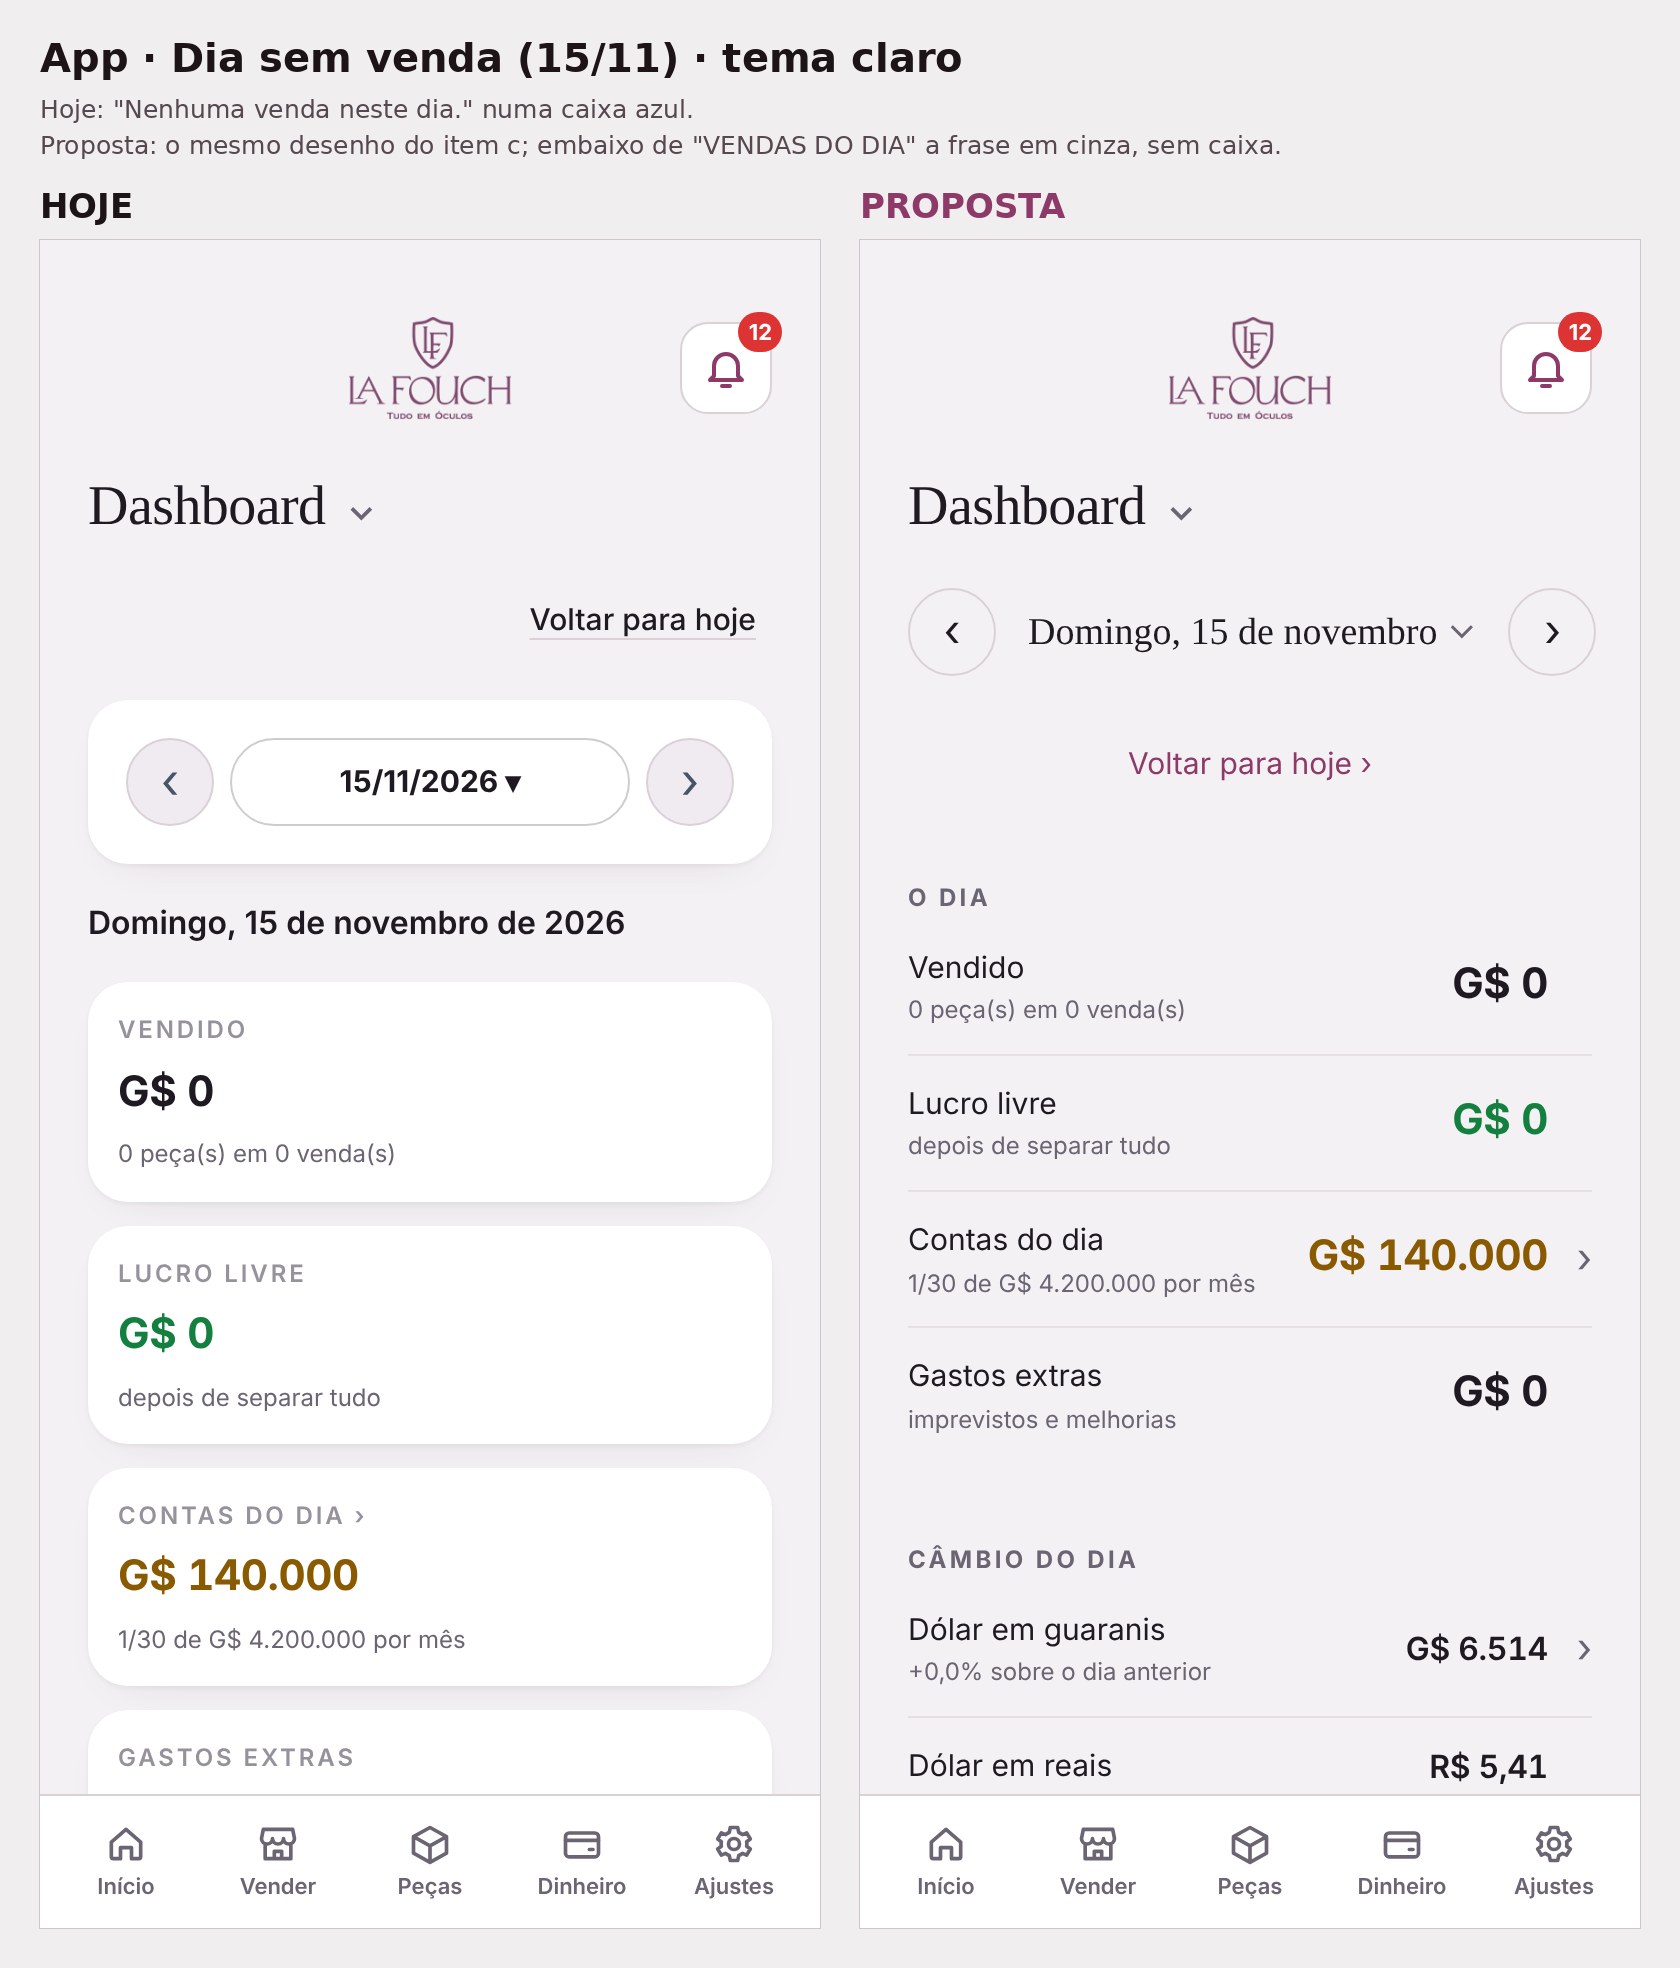 App · Dia sem venda (15/11) · tema claro
Hoje: "Nenhuma venda neste dia." numa caixa azul.
Proposta: o mesmo desenho do item c; embaixo de "VENDAS DO DIA" a frase em cinza, sem caixa.
HOJE
LF
LA FOUCH
TUDO EM ÓCULOS
12
Dashboard
Voltar para hoje
‹ 15/11/2026 ▾ ›
Domingo, 15 de novembro de 2026
VENDIDO
G$ 0
0 peça(s) em 0 venda(s)
LUCRO LIVRE
G$ 0
depois de separar tudo
CONTAS DO DIA ›
G$ 140.000
1/30 de G$ 4.200.000 por mês
GASTOS EXTRAS
Início Vender Peças Dinheiro Ajustes
PROPOSTA
LF
LA FOUCH
TUDO EM ÓCULOS
12
Dashboard
‹ Domingo, 15 de novembro ›
Voltar para hoje ›
O DIA
Vendido G$ 0
0 peça(s) em 0 venda(s)
Lucro livre G$ 0
depois de separar tudo
Contas do dia G$ 140.000 ›
1/30 de G$ 4.200.000 por mês
Gastos extras G$ 0
imprevistos e melhorias
CÂMBIO DO DIA
Dólar em guaranis G$ 6.514 ›
+0,0% sobre o dia anterior
Dólar em reais R$ 5,41
Início Vender Peças Dinheiro Ajustes